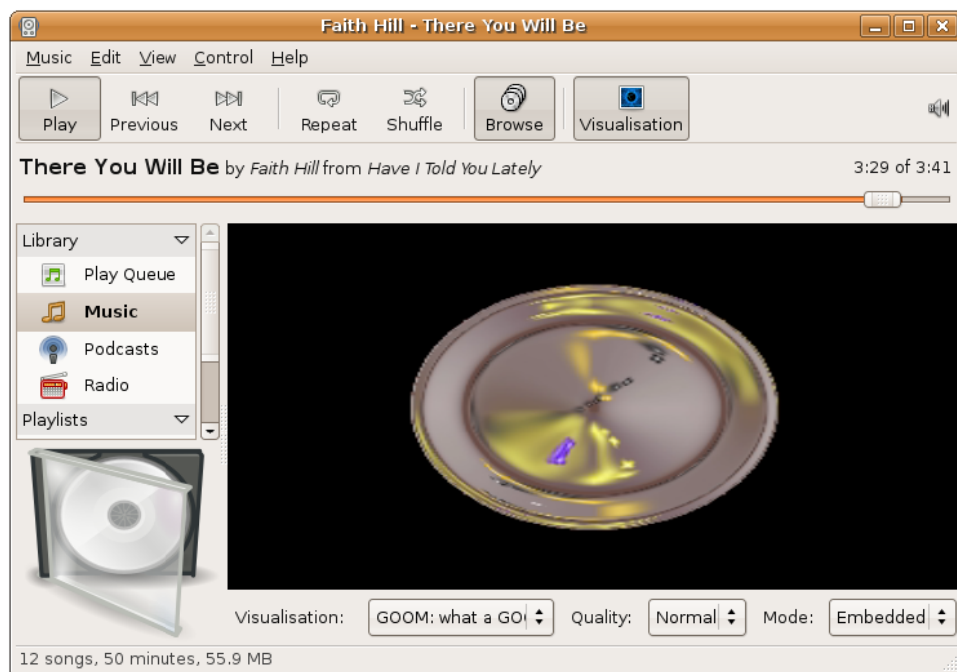 Faith Hill - There You Will Be
Music Edit View Control Help
Play Previous Next Repeat Shuffle Browse Visualisation
There You Will Be by Faith Hill from Have I Told You Lately 3:29 of 3:41
Library
Play Queue
Music
Podcasts
Radio
Playlists
Visualisation: GOOM: what a GO Quality: Normal Mode: Embedded
12 songs, 50 minutes, 55.9 MB